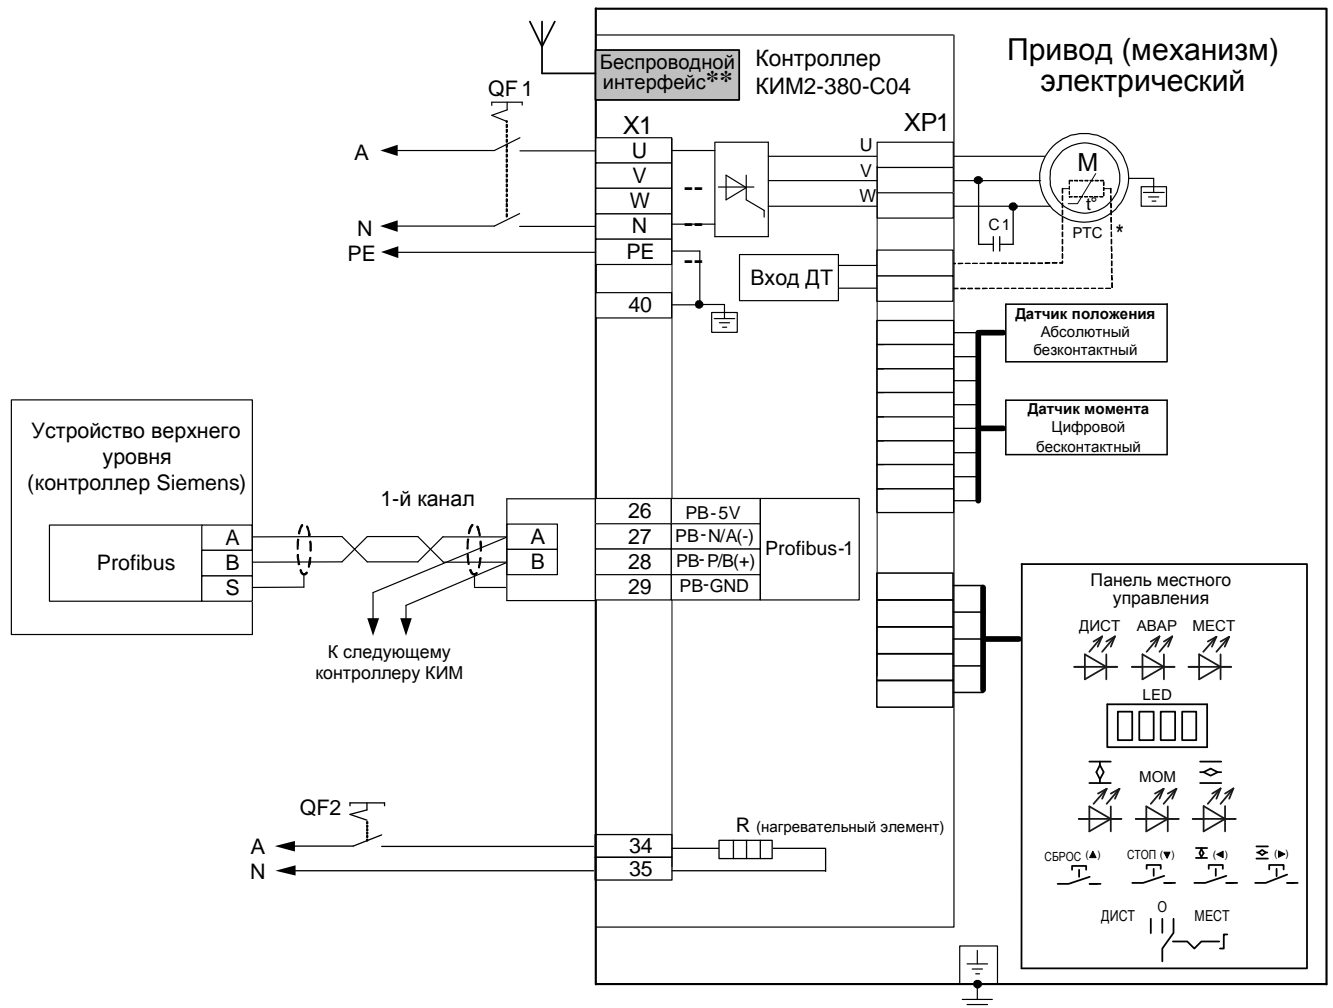 Привод (механизм)
электрический
Беспроводной
интерфейс**
Контроллер
КИМ2-380-С04
QF1
X1
XP1
A
U
V
W
N
N
PE
PE
40
U
V
W
M
t°
PTC
*
C1
Вход ДТ
Датчик положения
Абсолютный
безконтактный
Датчик момента
Цифровой
бесконтактный
Устройство верхнего
уровня
(контроллер Siemens)
Profibus
A
B
S
1-й канал
A
B
26 PB-5V
27 PB-N/A(-)
28 PB-P/B(+)
29 PB-GND
Profibus-1
К следующему
контроллеру КИМ
Панель местного
управления
ДИСТ АВАР МЕСТ
LED
МОМ
СБРОС (▲) СТОП (▼) (◄) (►)
ДИСТ О МЕСТ
QF2
A
N
34
35
R (нагревательный элемент)